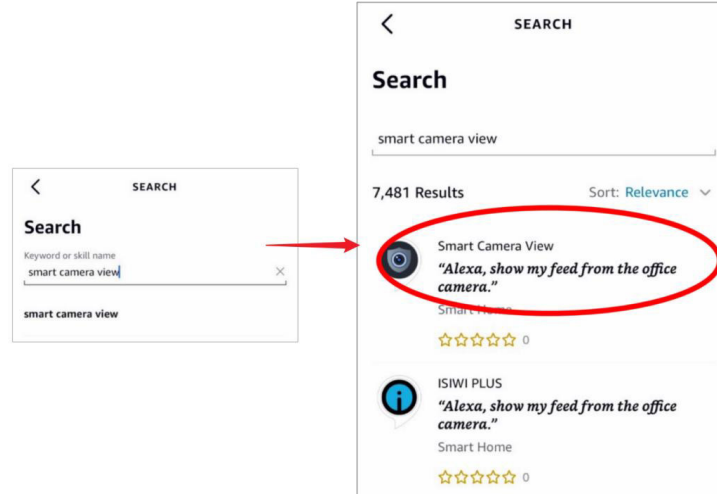 SEARCH
Search
Keyword or skill name
smart camera view
smart camera view
SEARCH
Search
smart camera view
7,481 Results Sort: Relevance
Smart Camera View
“Alexa, show my feed from the office
camera.”
Smart Home
0
ISIWI PLUS
“Alexa, show my feed from the office
camera.”
Smart Home
0